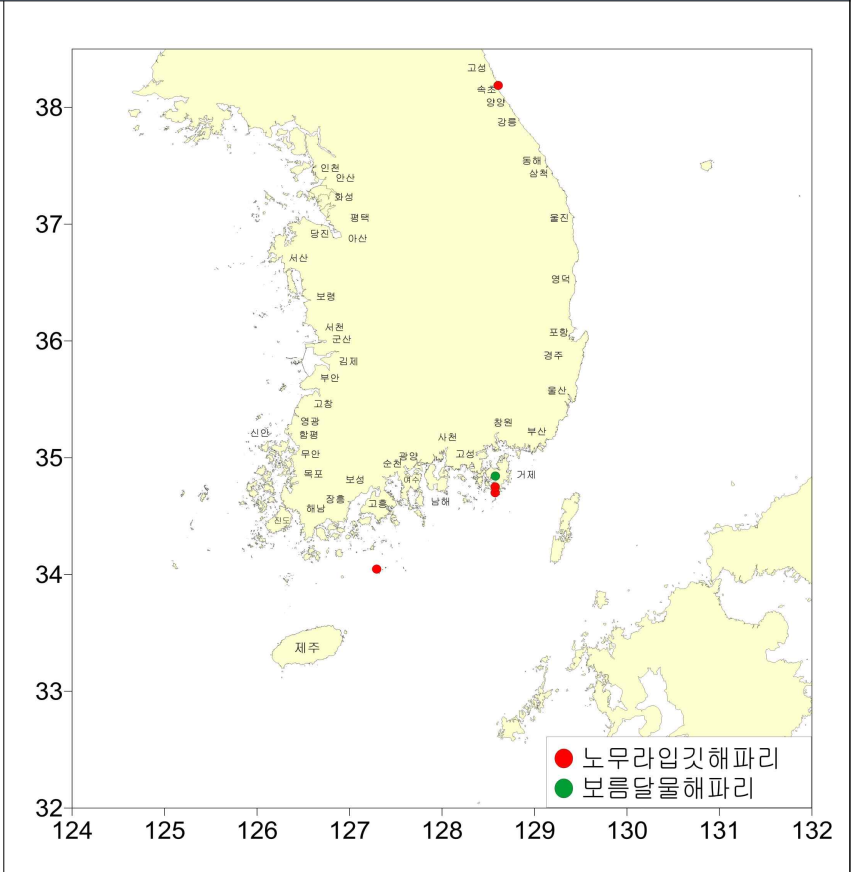 38
37
36
35
34
33
32
124 125 126 127 128 129 130 131 132
고성
속초
양양
강릉
동해
삼척
인천
안산
화성
평택
울진
당진
아산
서산
영덕
보령
서천
포항
군산
경주
김제
부안
울산
고창
영광
창원
신안
함평
사천
부산
무안
광양
고성
순천
목포
보성
여수
거제
장흥
고흥
남해
해남
진도
제주
노무라입깃해파리
보름달물해파리